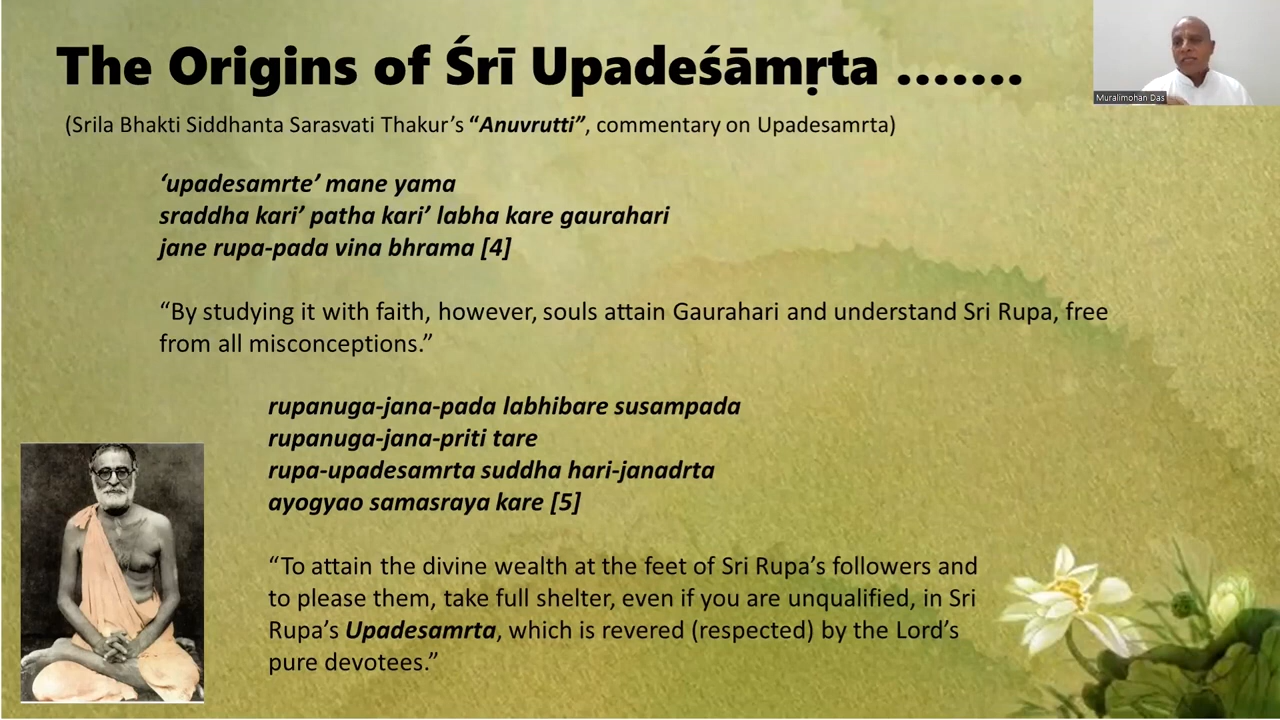 The Origins of Śrī Upadeśāmṛta .......
Muralimohan Das
(Srila Bhakti Siddhanta Sarasvati Thakur’s “Anuvrutti”, commentary on Upadesamrta)
‘upadesamrte’ mane yama
sraddha kari’ patha kari’ labha kare gaurahari
jane rupa-pada vina bhrama [4]
“By studying it with faith, however, souls attain Gaurahari and understand Sri Rupa, free
from all misconceptions.”
rupanuga-jana-pada labhibare susampada
rupanuga-jana-priti tare
rupa-upadesamrta suddha hari-janadrta
ayogyao samasraya kare [5]
“To attain the divine wealth at the feet of Sri Rupa’s followers and
to please them, take full shelter, even if you are unqualified, in Sri
Rupa’s Upadesamrta, which is revered (respected) by the Lord’s
pure devotees.”